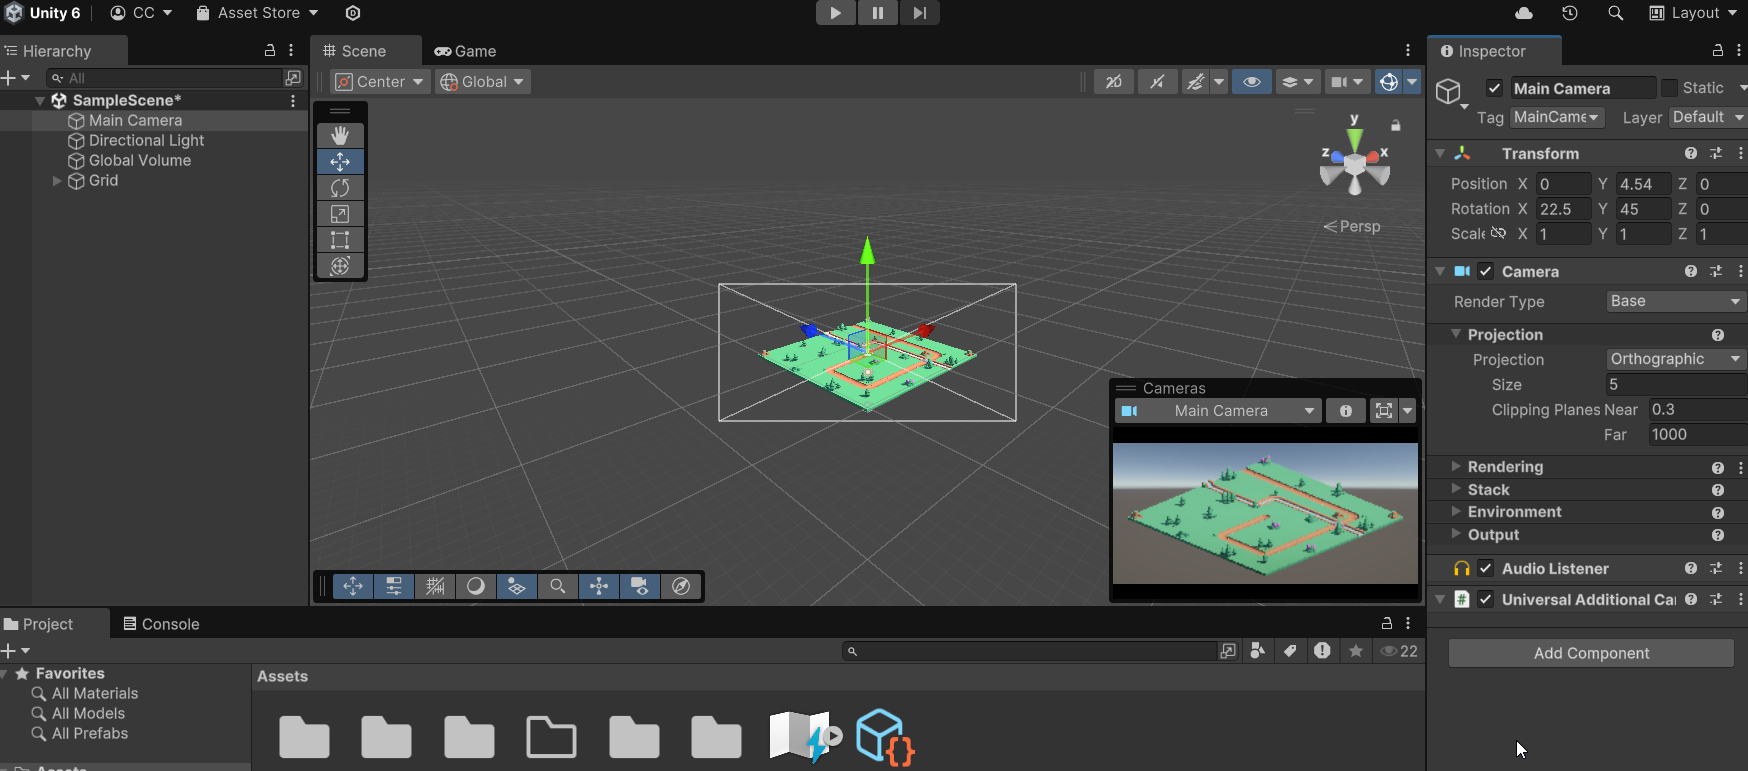 Unity 6 CC Asset Store Layout
Hierarchy
All
SampleScene*
Main Camera
Directional Light
Global Volume
Grid
Scene Game
Center Global 2D
y
z x
Persp
Cameras
Main Camera
Inspector
Main Camera Static
Tag MainCame Layer Default
Transform
Position X 0 Y 4.54 Z 0
Rotation X 22.5 Y 45 Z 0
Scale X 1 Y 1 Z 1
Camera
Render Type Base
Projection
Projection Orthographic
Size 5
Clipping Planes Near 0.3
Far 1000
Rendering
Stack
Environment
Output
Audio Listener
# Universal Additional Ca
Add Component
Project Console
22
Favorites
All Materials
All Models
All Prefabs
Assets
Assets
{}